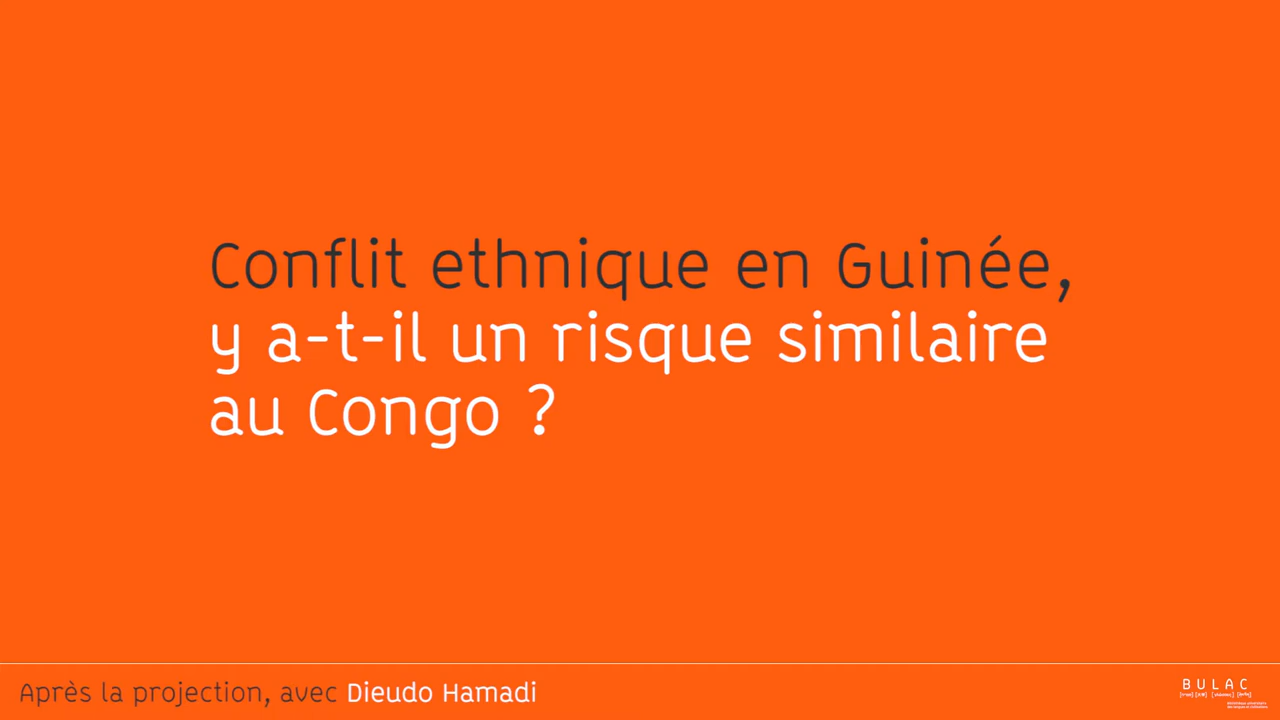 Conflit ethnique en Guinée,
y a-t-il un risque similaire
au Congo ?
Après la projection, avec Dieudo Hamadi
BULAC